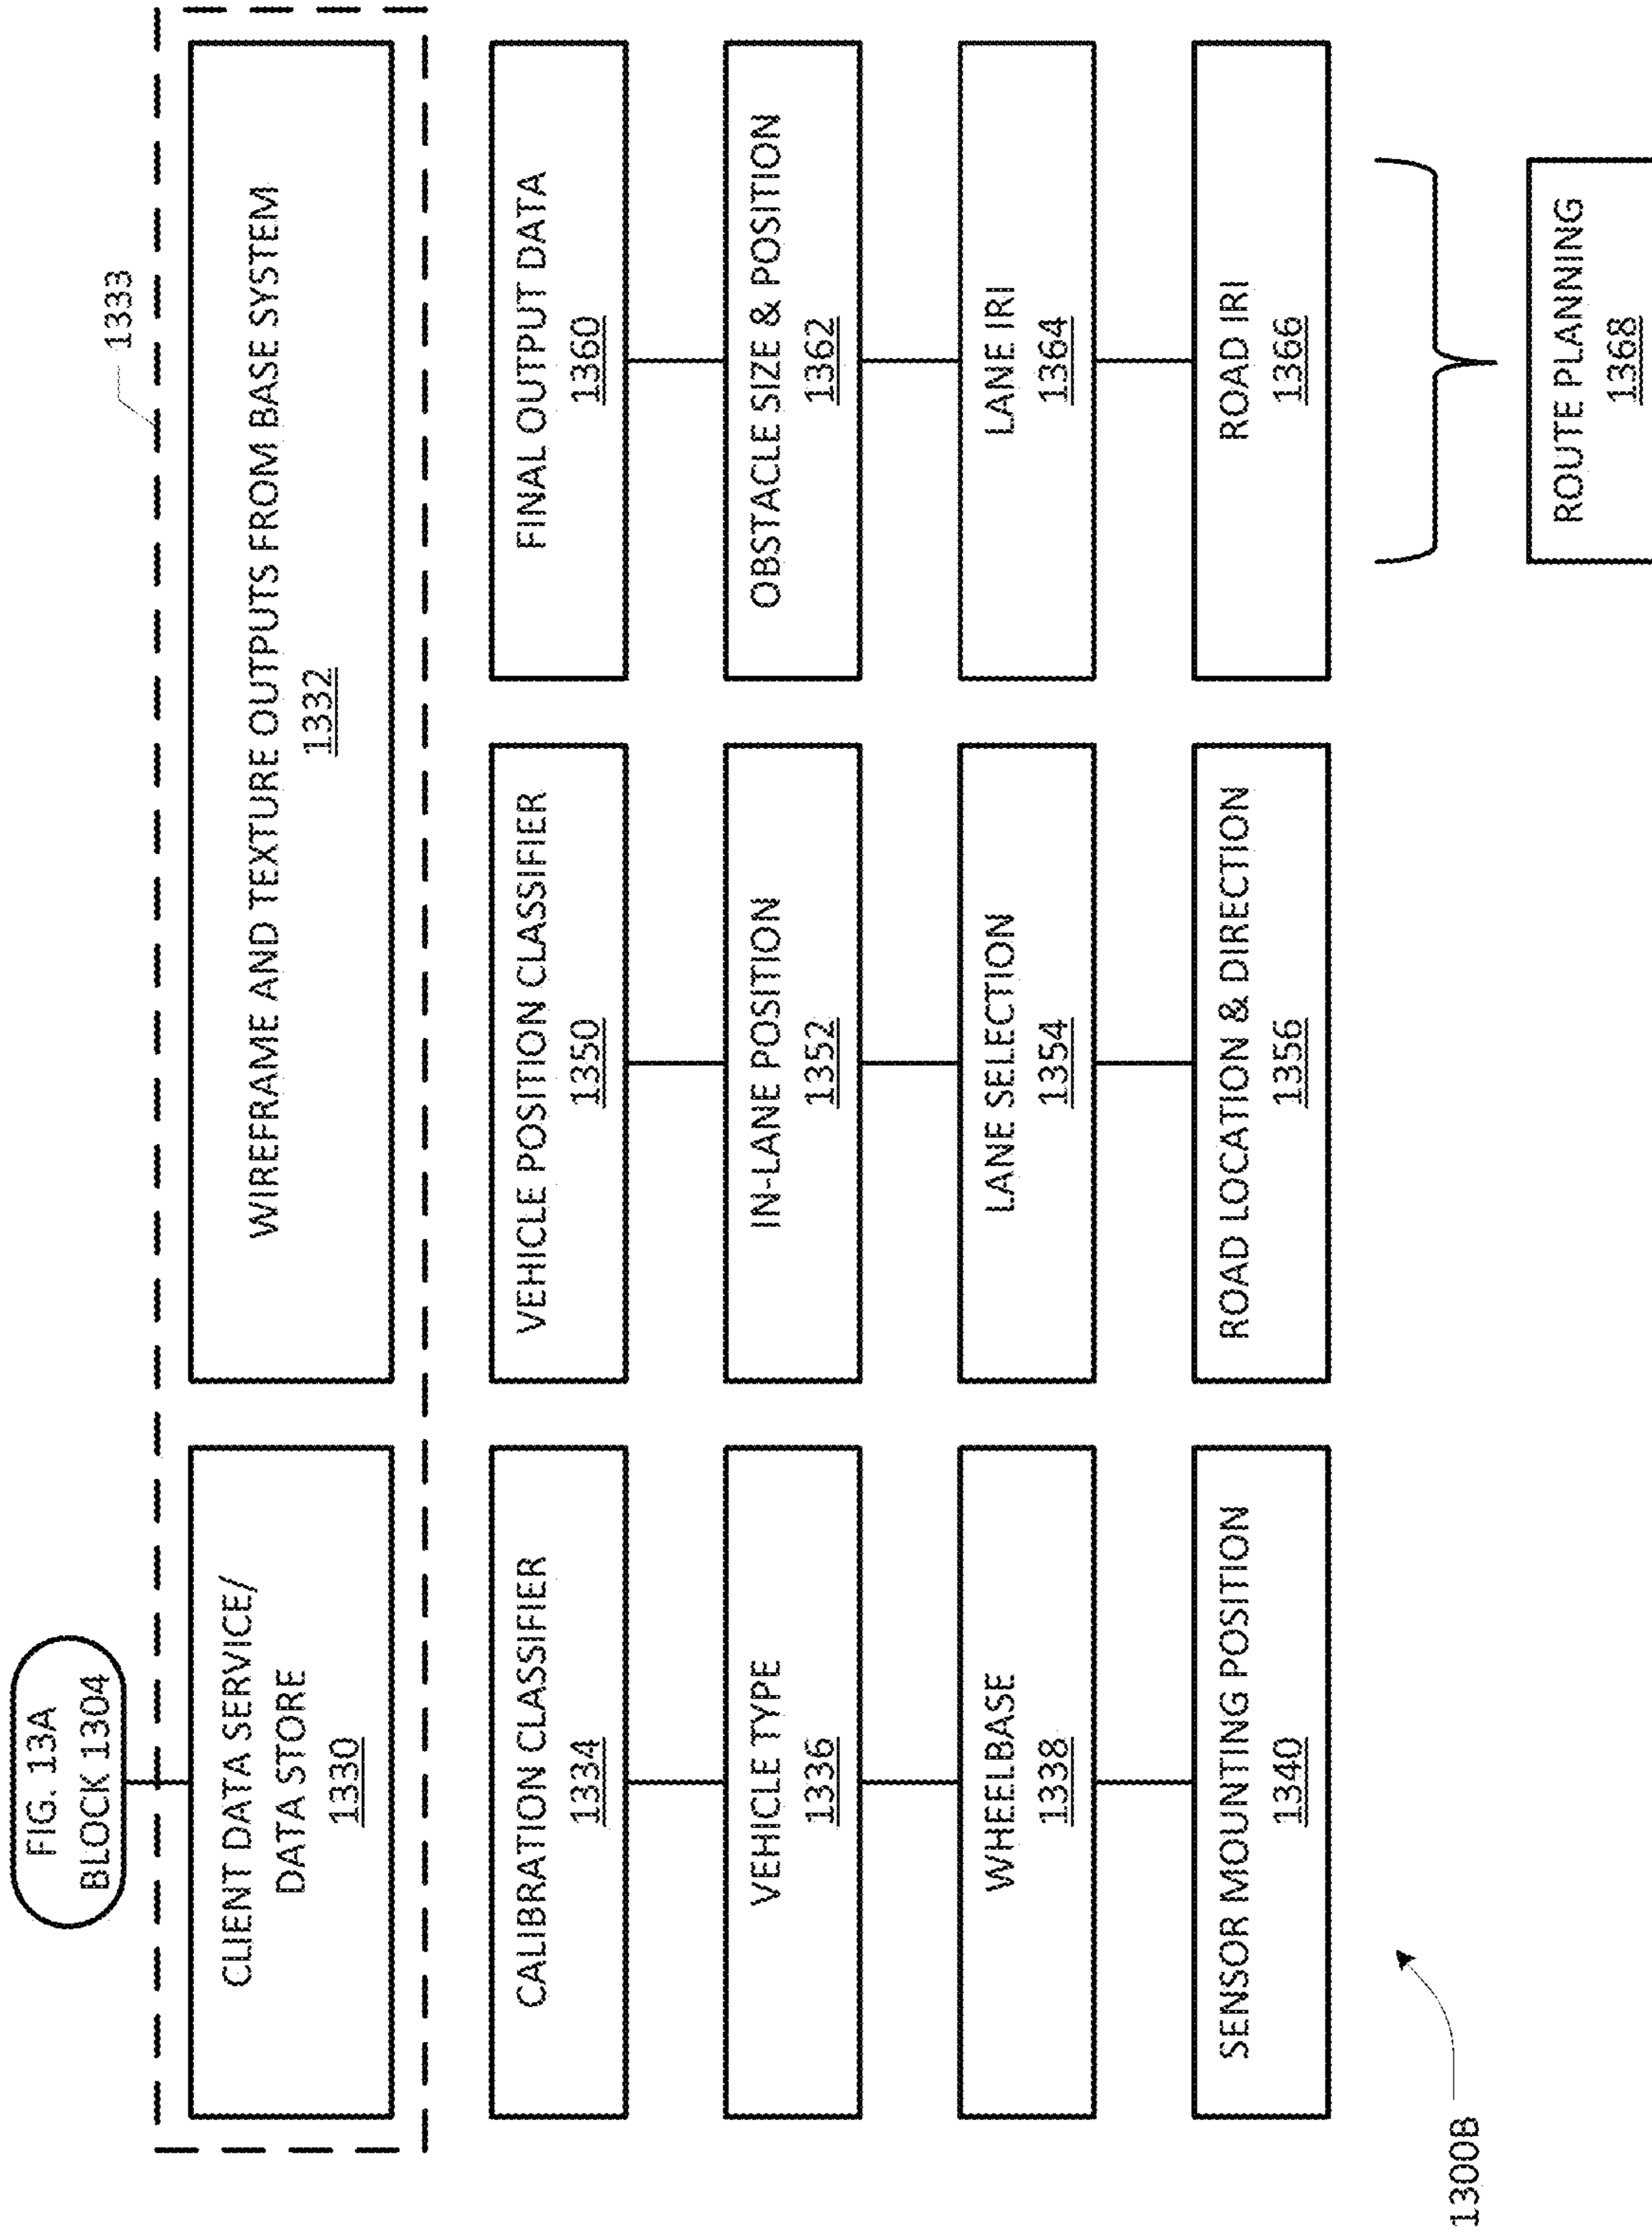 FIG. 13A
BLOCK 1304
1333
CLIENT DATA SERVICE/
DATA STORE
1330
WIREFRAME AND TEXTURE OUTPUTS FROM BASE SYSTEM
1332
CALIBRATION CLASSIFIER
1334
VEHICLE TYPE
1336
WHEELBASE
1338
SENSOR MOUNTING POSITION
1340
VEHICLE POSITION CLASSIFIER
1350
IN-LANE POSITION
1352
LANE SELECTION
1354
ROAD LOCATION & DIRECTION
1356
FINAL OUTPUT DATA
1360
OBSTACLE SIZE & POSITION
1362
LANE IRI
1364
ROAD IRI
1366
ROUTE PLANNING
1368
1300B